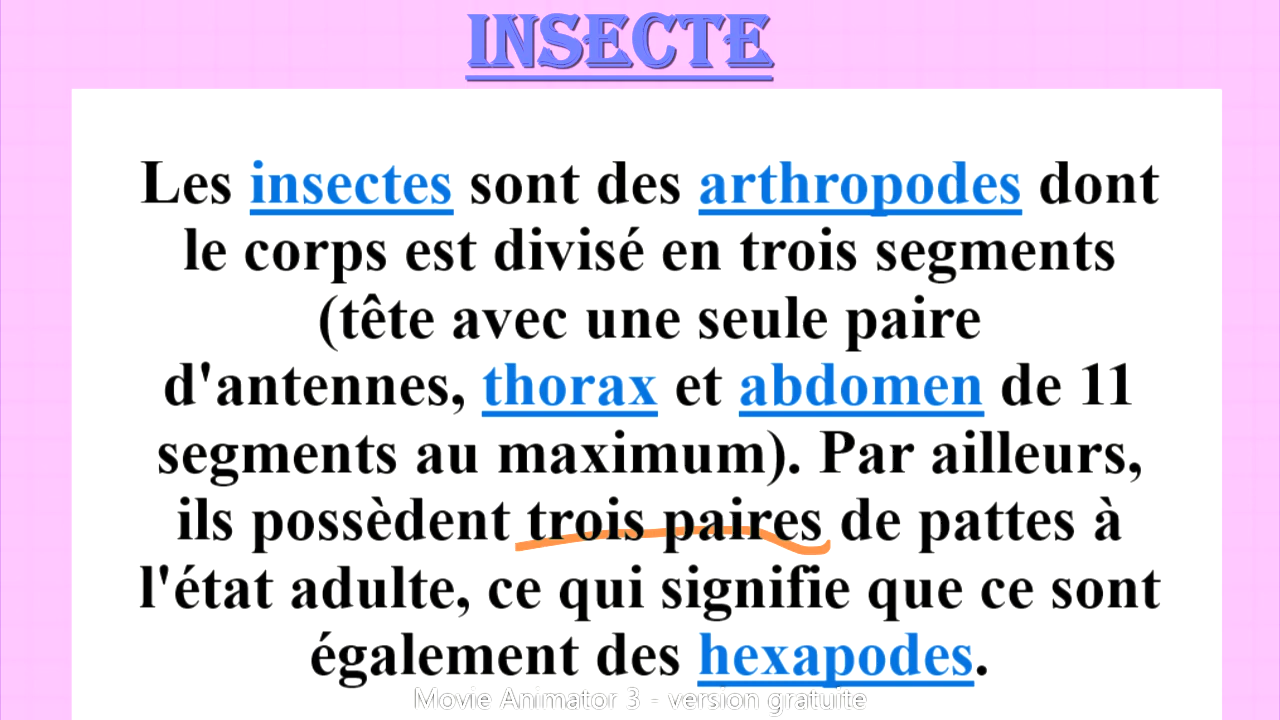 INSECTE
Les insectes sont des arthropodes dont
le corps est divisé en trois segments
(tête avec une seule paire
d'antennes, thorax et abdomen de 11
segments au maximum). Par ailleurs,
ils possèdent trois paires de pattes à
l'état adulte, ce qui signifie que ce sont
également des hexapodes.
Movie Animator 3 - version gratuite